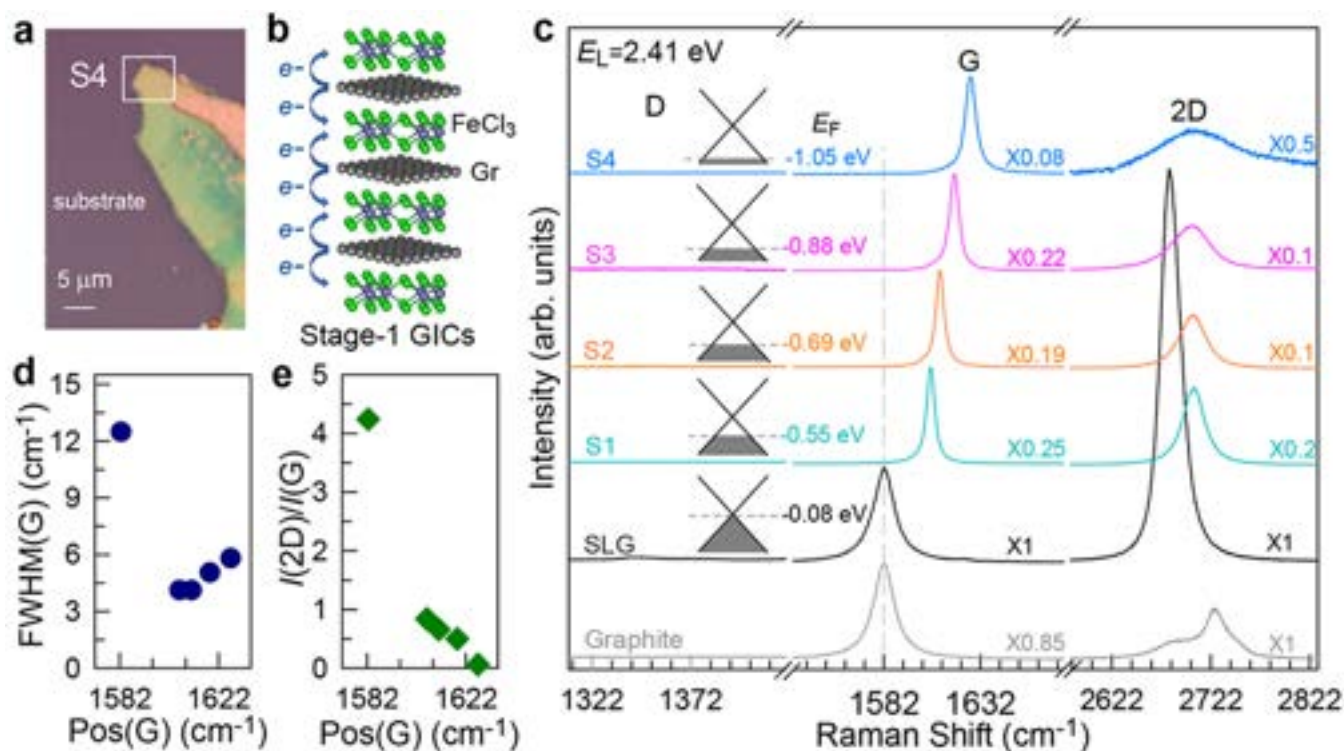 a
S4
substrate
5 μm
b
e-
e-
e-
e-
e-
e-
FeCl3
Gr
Stage-1 GICs
c
EL=2.41 eV
D
EF
G
2D
S4
-1.05 eV
X0.08
X0.5
S3
-0.88 eV
X0.22
X0.1
S2
-0.69 eV
X0.19
X0.1
S1
-0.55 eV
X0.25
X0.2
SLG
-0.08 eV
X1
X1
Graphite
X0.85
X1
Intensity (arb. units)
1322
1372
1582
1632
2622
2722
2822
Raman Shift (cm-1)
d
15
12
9
6
3
0
FWHM(G) (cm-1)
1582
1622
Pos(G) (cm-1)
e
5
4
3
2
1
0
I(2D)/I(G)
1582
1622
Pos(G) (cm-1)